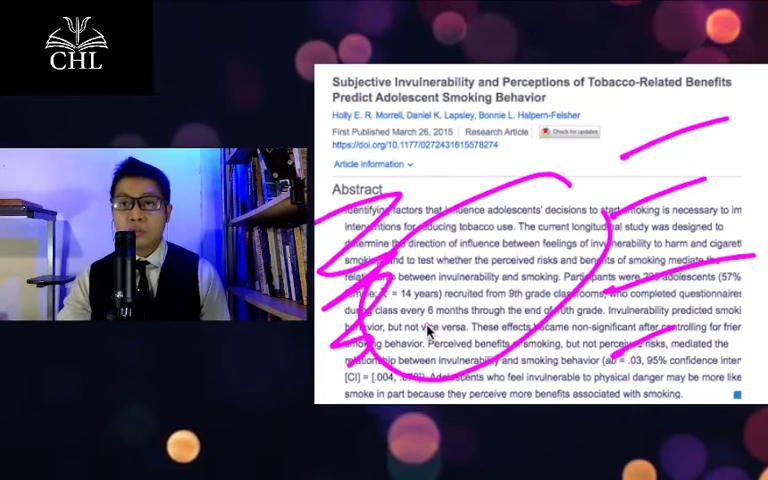 CHL
Subjective Invulnerability and Perceptions of Tobacco-Related Benefits
Predict Adolescent Smoking Behavior
Holly E. R. Morrell, Daniel K. Lapsley, Bonnie L. Halpern-Felsher
First Published March 26, 2015 | Research Article | Check for updates
https://doi.org/10.1177/0272431615578274
Article information
Abstract
Identifying factors that influence adolescents' decisions to start smoking is necessary to im
interventions for reducing tobacco use. The current longitudinal study was designed to
determine the direction of influence between feelings of invulnerability to harm and cigarett
smoking and to test whether the perceived risks and benefits of smoking mediate the
relationship between invulnerability and smoking. Participants were adolescents (57%
= 14 years) recruited from 9th grade classrooms, who completed questionnaires
during class every 6 months through the end of 10th grade. Invulnerability predicted smoki
behavior, but not vice versa. These effects became non-significant after controlling for frien
smoking behavior. Perceived benefits of smoking, but not perceived risks, mediated the
relationship between invulnerability and smoking behavior (ab = .03, 95% confidence inter
[CI] = [.004, Adolescents who feel invulnerable to physical danger may be more like
smoke in part because they perceive more benefits associated with smoking.